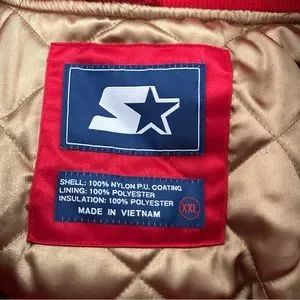 SHELL: 100% NYLON P.U. COATING
LINING: 100% POLYESTER
INSULATION: 100% POLYESTER
MADE IN VIETNAM
XXL